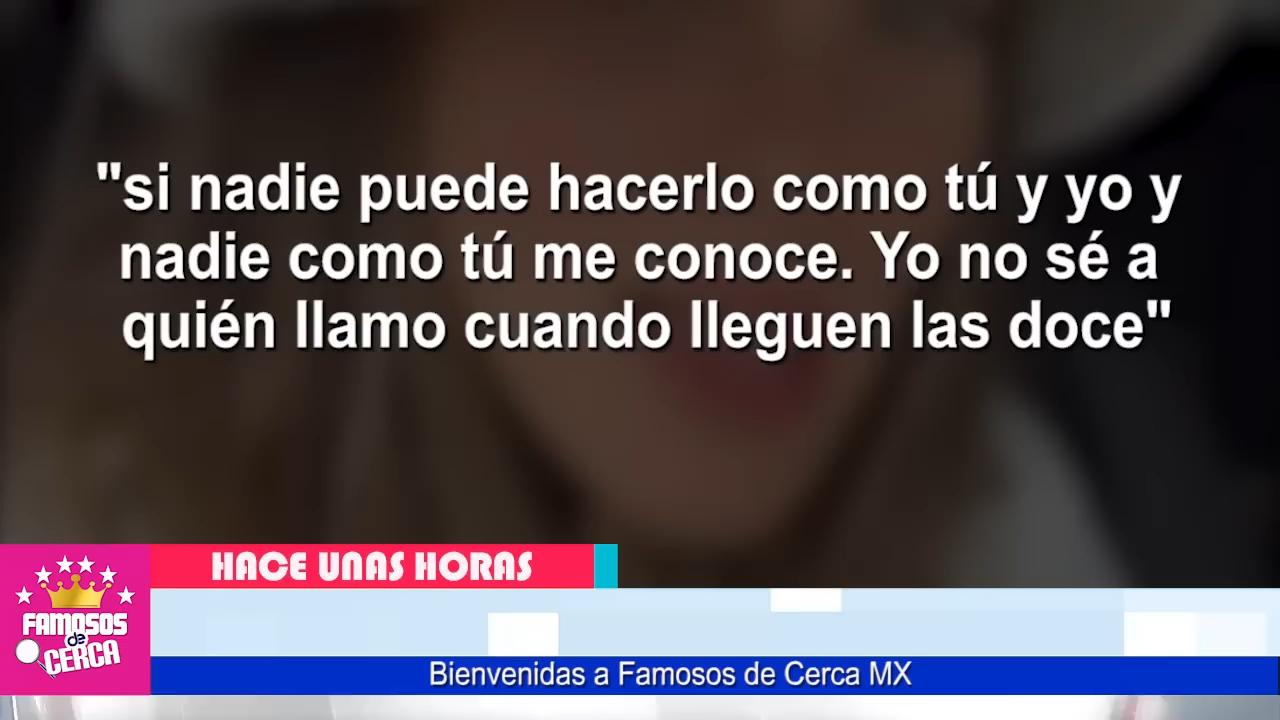 "si nadie puede hacerlo como tú y yo y
nadie como tú me conoce. Yo no sé a
quién llamo cuando lleguen las doce"
HACE UNAS HORAS
FAMOSOS
de
CERCA
Bienvenidas a Famosos de Cerca MX